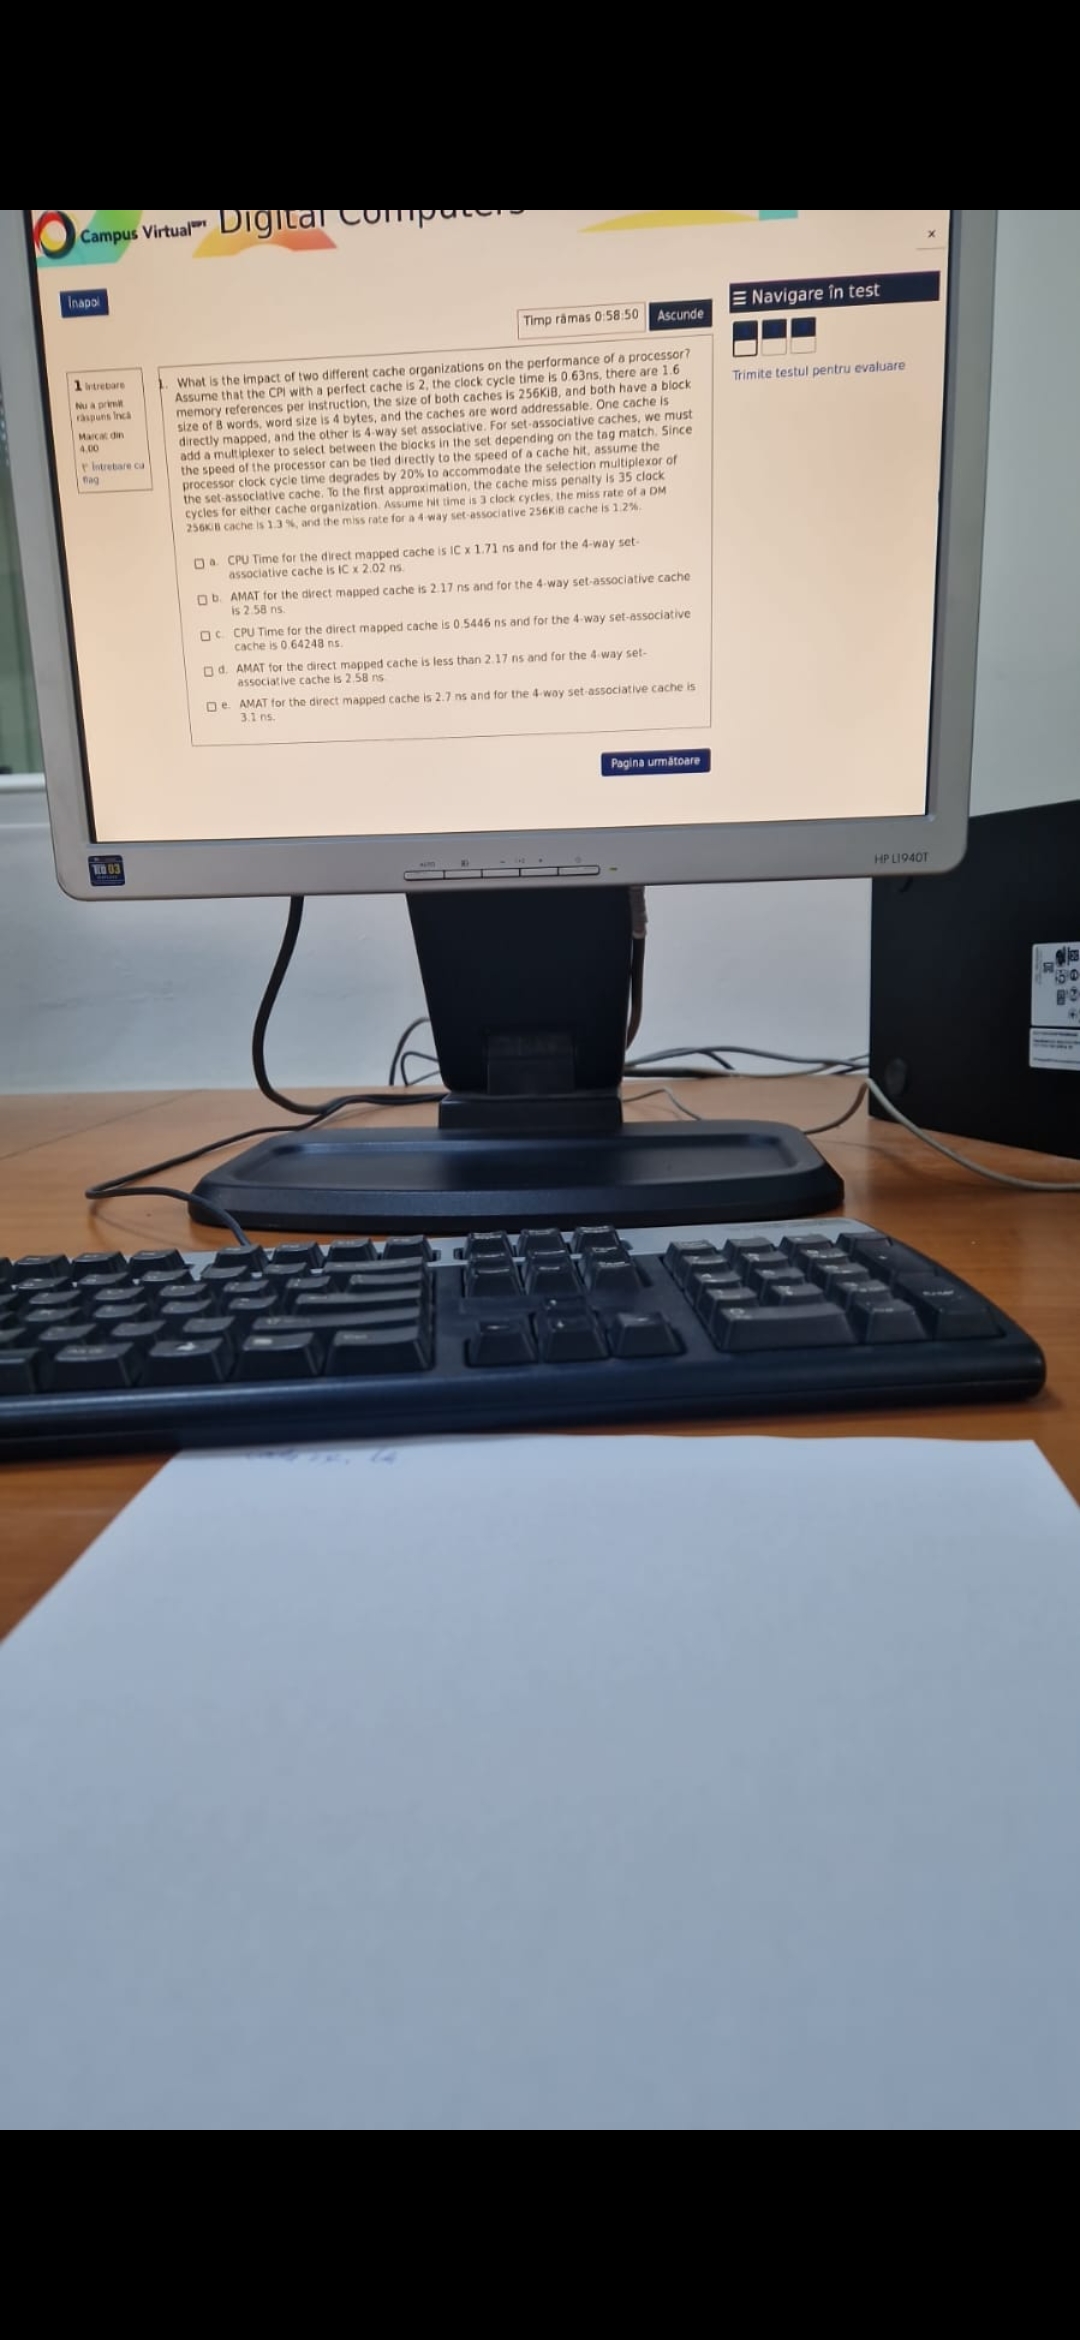 Campus Virtual
Digital Computers
Înapoi
Timp rămas 0:58:50
Ascunde
Navigare în test
Trimite testul pentru evaluare
1 Întrebare
Nu a primit
răspuns încă
Marcat din
4,00
Întrebare cu
flag
1. What is the impact of two different cache organizations on the performance of a processor?
Assume that the CPI with a perfect cache is 2, the clock cycle time is 0.63ns, there are 1.6
memory references per instruction, the size of both caches is 256KiB, and both have a block
size of 8 words, word size is 4 bytes, and the caches are word addressable. One cache is
directly mapped, and the other is 4-way set associative. For set-associative caches, we must
add a multiplexer to select between the blocks in the set depending on the tag match. Since
the speed of the processor can be tied directly to the speed of a cache hit, assume the
processor clock cycle time degrades by 20% to accommodate the selection multiplexor of
the set-associative cache. To the first approximation, the cache miss penalty is 35 clock
cycles for either cache organization. Assume hit time is 3 clock cycles, the miss rate of a DM
256KiB cache is 1.3 %, and the miss rate for a 4-way set-associative 256KiB cache is 1.2%.
a. CPU Time for the direct mapped cache is IC x 1.71 ns and for the 4-way set-
associative cache is IC x 2.02 ns.
b. AMAT for the direct mapped cache is 2.17 ns and for the 4-way set-associative cache
is 2.58 ns.
c. CPU Time for the direct mapped cache is 0.5446 ns and for the 4-way set-associative
cache is 0.64248 ns.
d. AMAT for the direct mapped cache is less than 2.17 ns and for the 4-way set-
associative cache is 2.58 ns.
e. AMAT for the direct mapped cache is 2.7 ns and for the 4-way set-associative cache is
3.1 ns.
Pagina următoare
HP L1940T
03